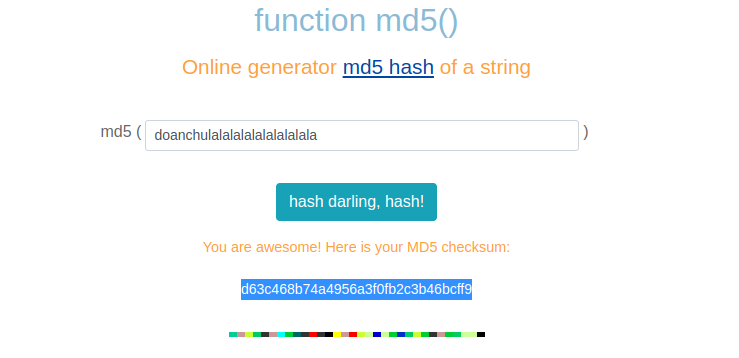 function md5()
Online generator md5 hash of a string
md5 ( doanchulalalalalalalalalala )
hash darling, hash!
You are awesome! Here is your MD5 checksum:
d63c468b74a4956a3f0fb2c3b46bcff9